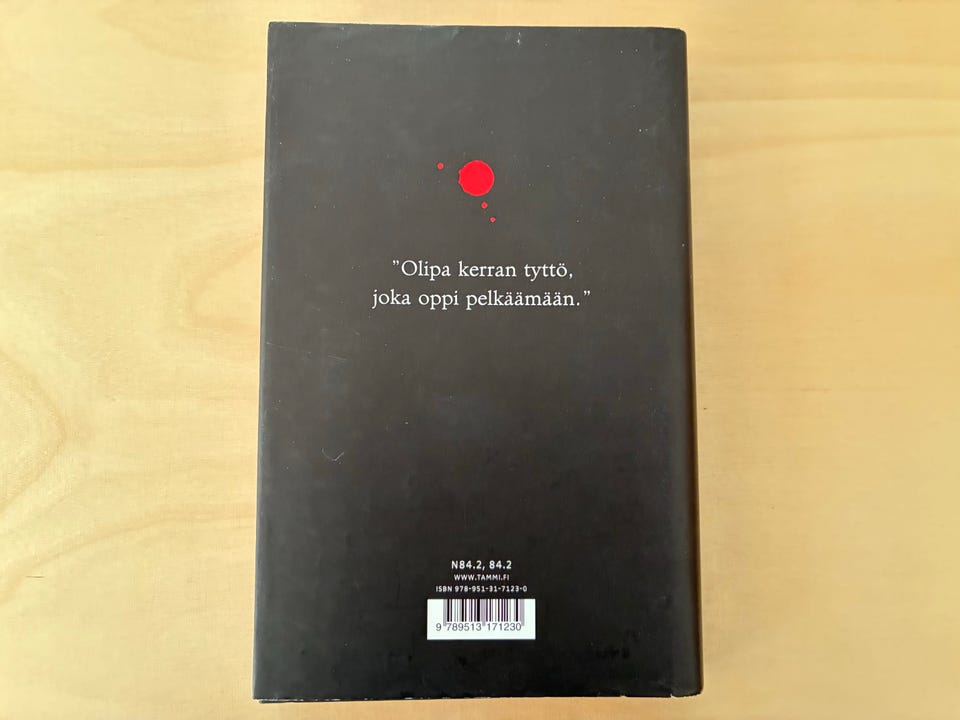 ”Olipa kerran tyttö,
joka oppi pelkäämään.”
N84.2, 84.2
WWW.TAMMI.FI
ISBN 978-951-31-7123-0
9 789513 171230